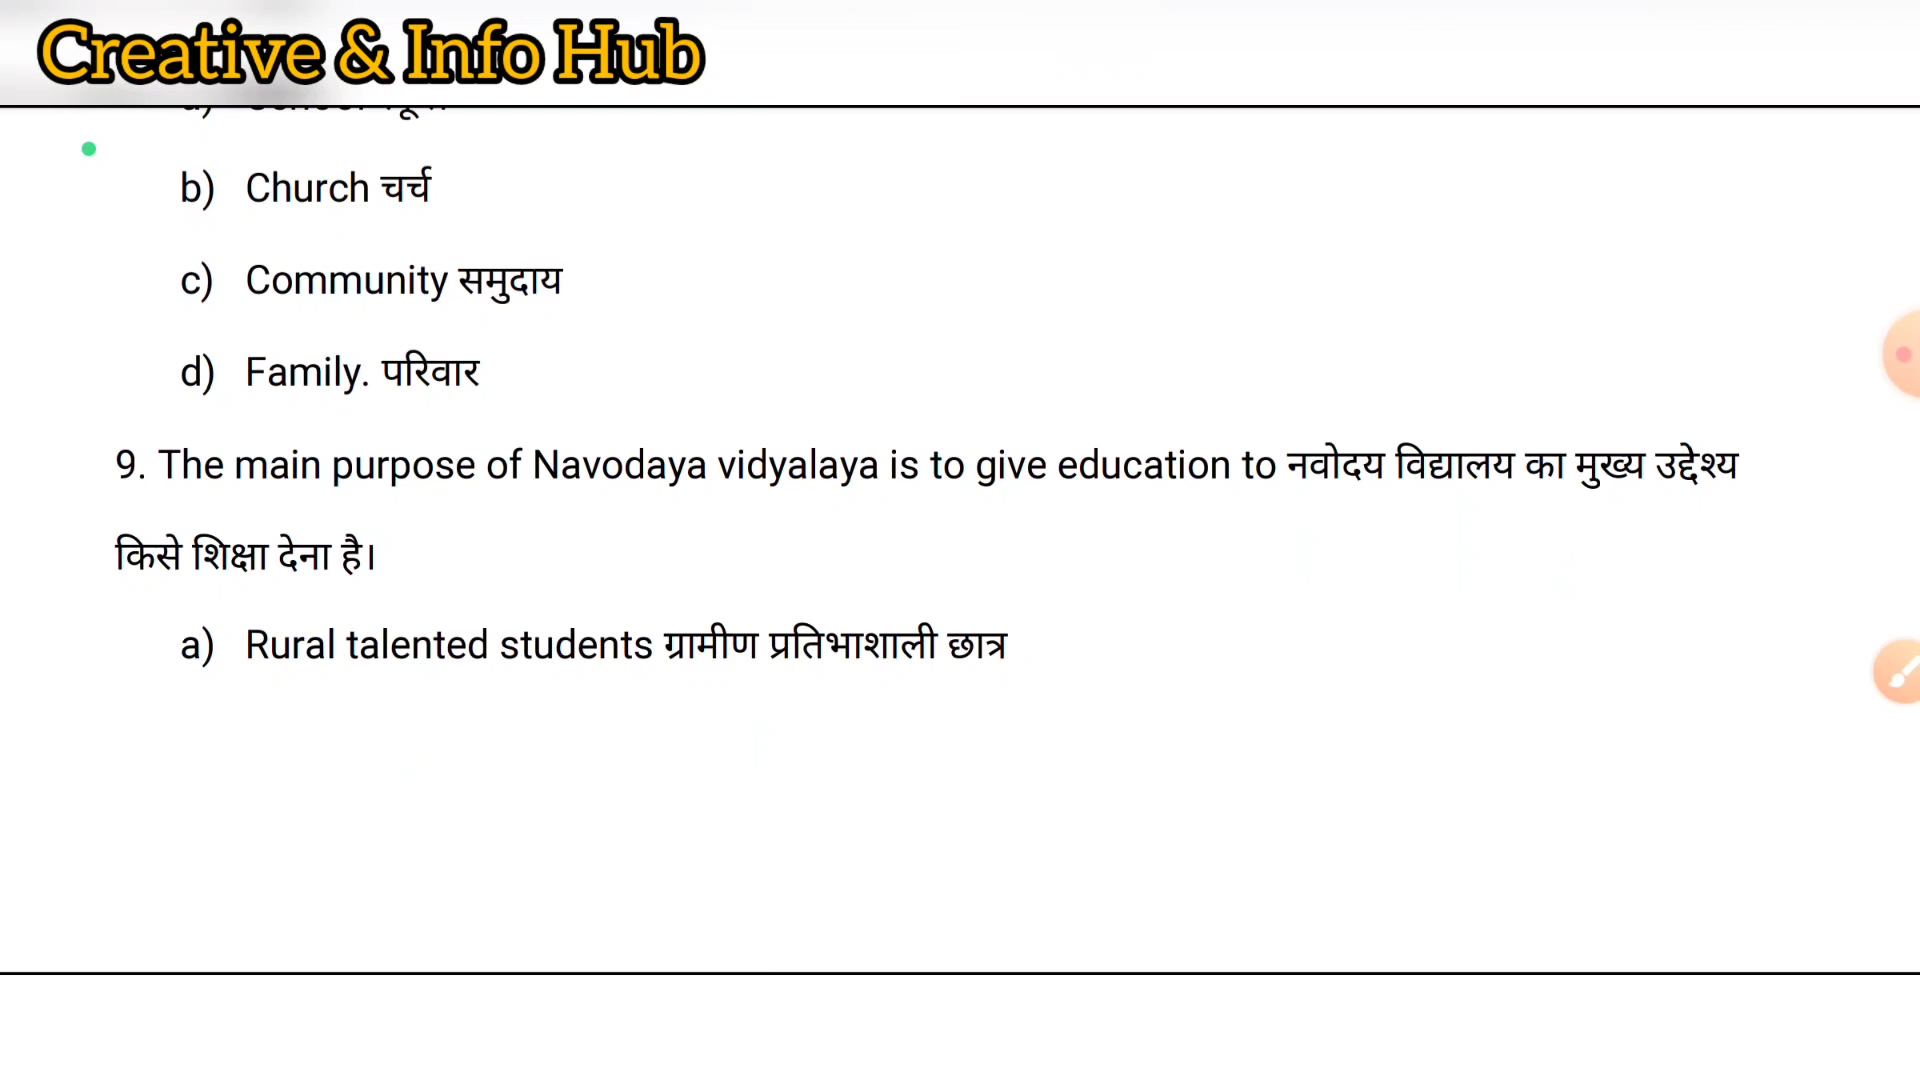 Creative & Info Hub
b) Church चर्च
c) Community समुदाय
d) Family. परिवार
9. The main purpose of Navodaya vidyalaya is to give education to नवोदय विद्यालय का मुख्य उद्देश्य
किसे शिक्षा देना है।
a) Rural talented students ग्रामीण प्रतिभाशाली छात्र